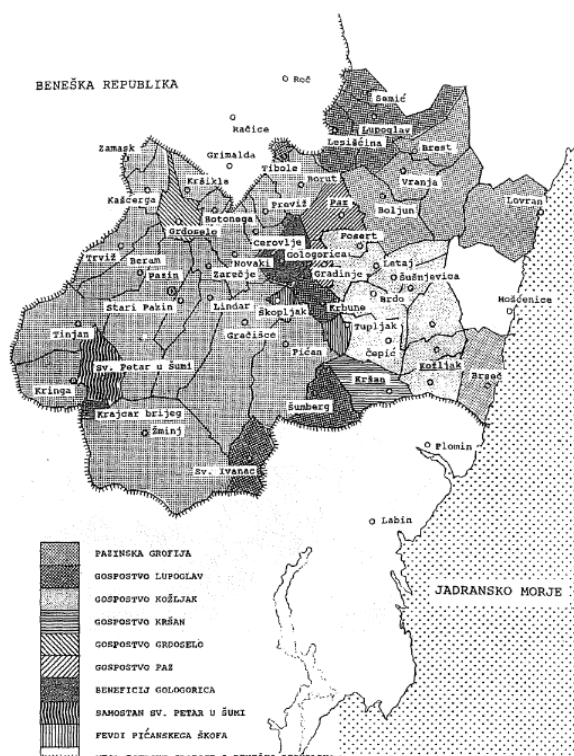 BENEŠKA REPUBLIKA
Roč
Semić
Račice
Lupoglav
Lesišćina
Brest
Zamask
Grimalda
Tibole
Borut
Vranja
Kršikla
Kašćerga
Boljun
Lovran
Botonega
Previž
Paz
Grdoselo
Posert
Cerovlje
Gologorica
Trviž
Beram
Novaki
Letaj
Gradinje
Šušnjevica
Pazin
Zarečje
Stari Pazin
Lindar
Škopljak
Krbune
Brdo
Mošćenice
Tinjan
Gračišće
Tupljak
Čepić
Pićan
Sv. Petar u Šumi
Kožljak
Kršan
Brseč
Kringa
Krajcar brijeg
Šumberg
Žminj
Plomin
Sv. Ivanac
Labin
JADRANSKO MORJE
PAZINSKA GROFIJA
GOSPOSTVO LUPOGLAV
GOSPOSTVO KOŽLJAK
GOSPOSTVO KRŠAN
GOSPOSTVO GRDOSELO
GOSPOSTVO PAZ
BENEFICIJ GOLOGORICA
SAMOSTAN SV. PETAR U ŠUMI
FEVDI PIĆANSKEGA ŠKOFA